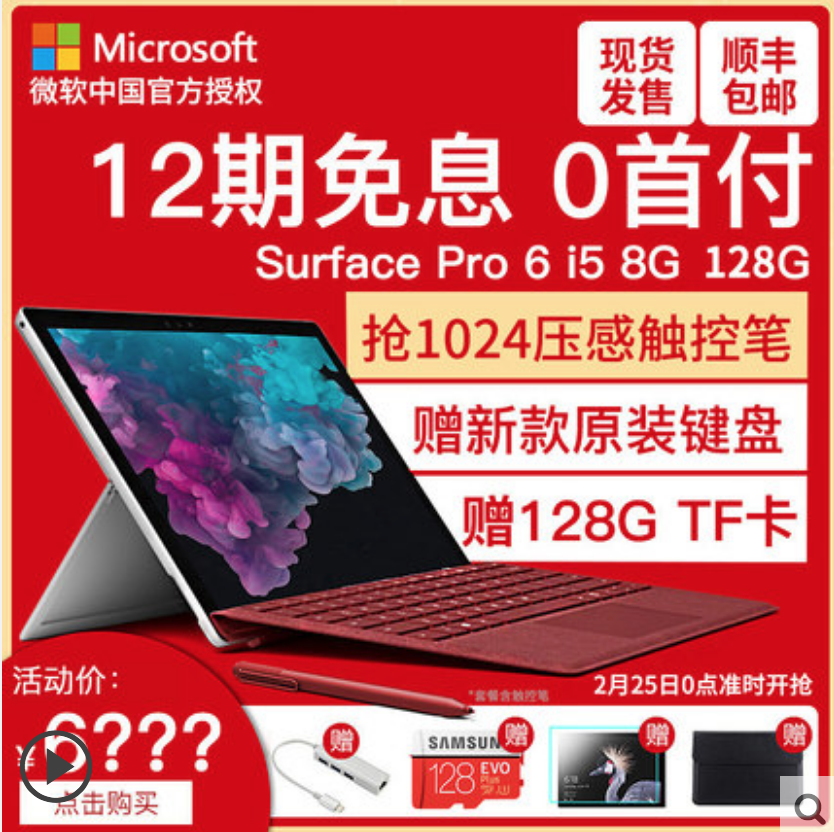 Microsoft
微软中国官方授权
现货
发售
顺丰
包邮
12期免息 0首付
Surface Pro 6 i5 8G 128G
抢1024压感触控笔
赠新款原装键盘
赠128G TF卡
活动价：
¥6???
点击购买
*套餐含触控笔
2月25日0点准时开抢
赠
SAMSUN
128 EVO
Plus
赠
赠
赠